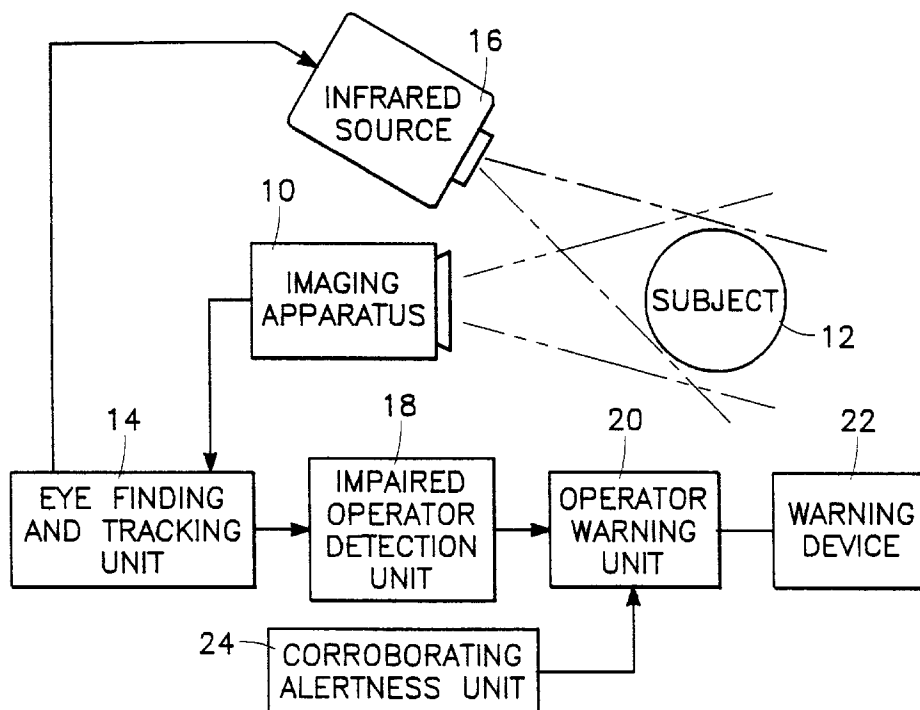 16
INFRARED
SOURCE
10
IMAGING
APPARATUS
SUBJECT
12
14
EYE FINDING
AND TRACKING
UNIT
18
IMPAIRED
OPERATOR
DETECTION
UNIT
20
OPERATOR
WARNING
UNIT
22
WARNING
DEVICE
24
CORROBORATING
ALERTNESS UNIT